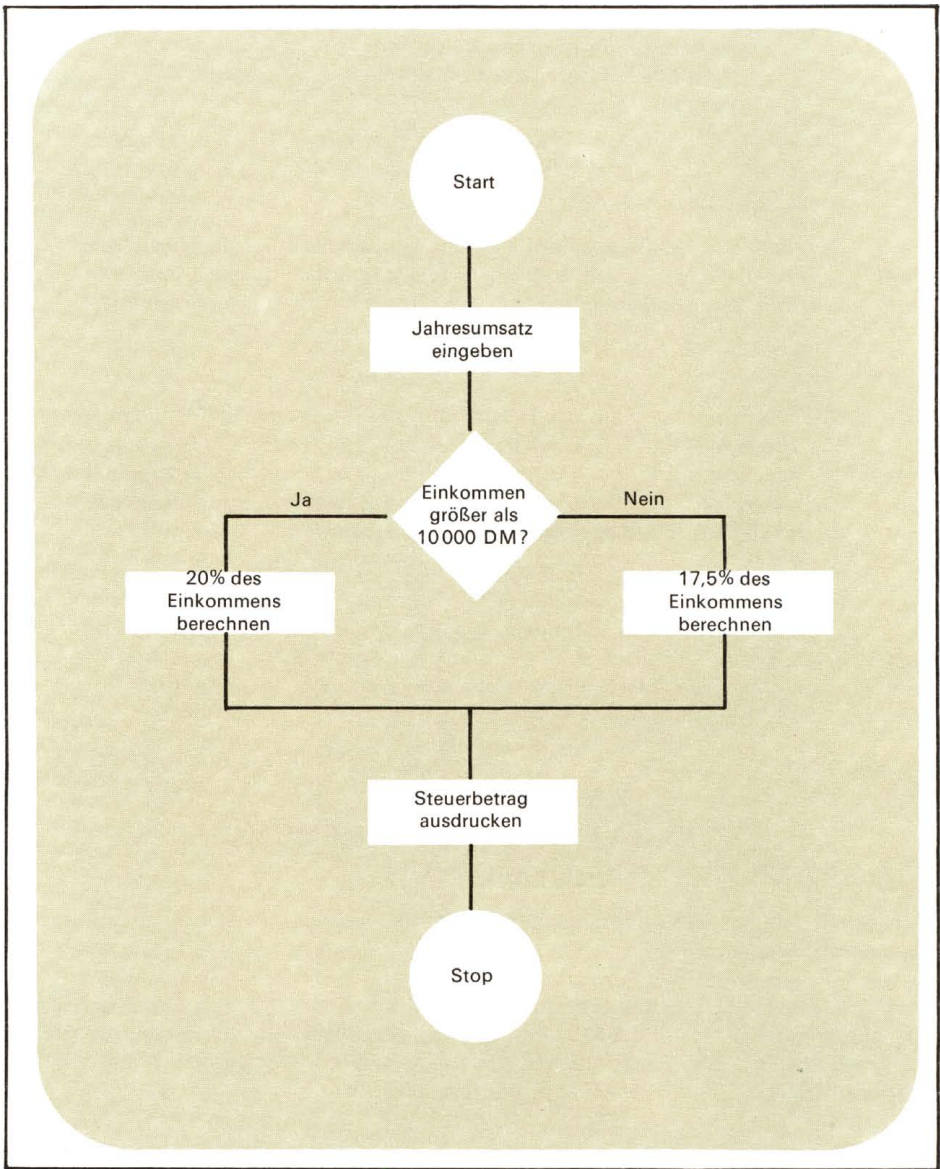 Start
Jahresumsatz
eingeben
Einkommen
größer als
10000 DM?
Ja
Nein
20% des
Einkommens
berechnen
17,5% des
Einkommens
berechnen
Steuerbetrag
ausdrucken
Stop